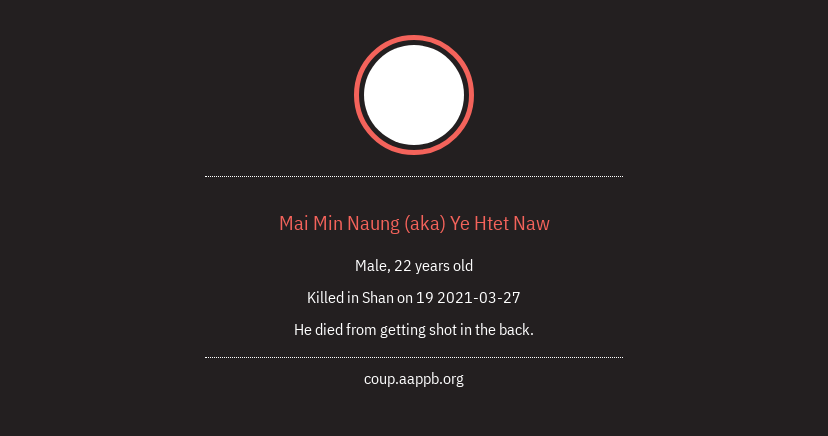 Mai Min Naung (aka) Ye Htet Naw
Male, 22 years old
Killed in Shan on 19 2021-03-27
He died from getting shot in the back.
coup.aappb.org